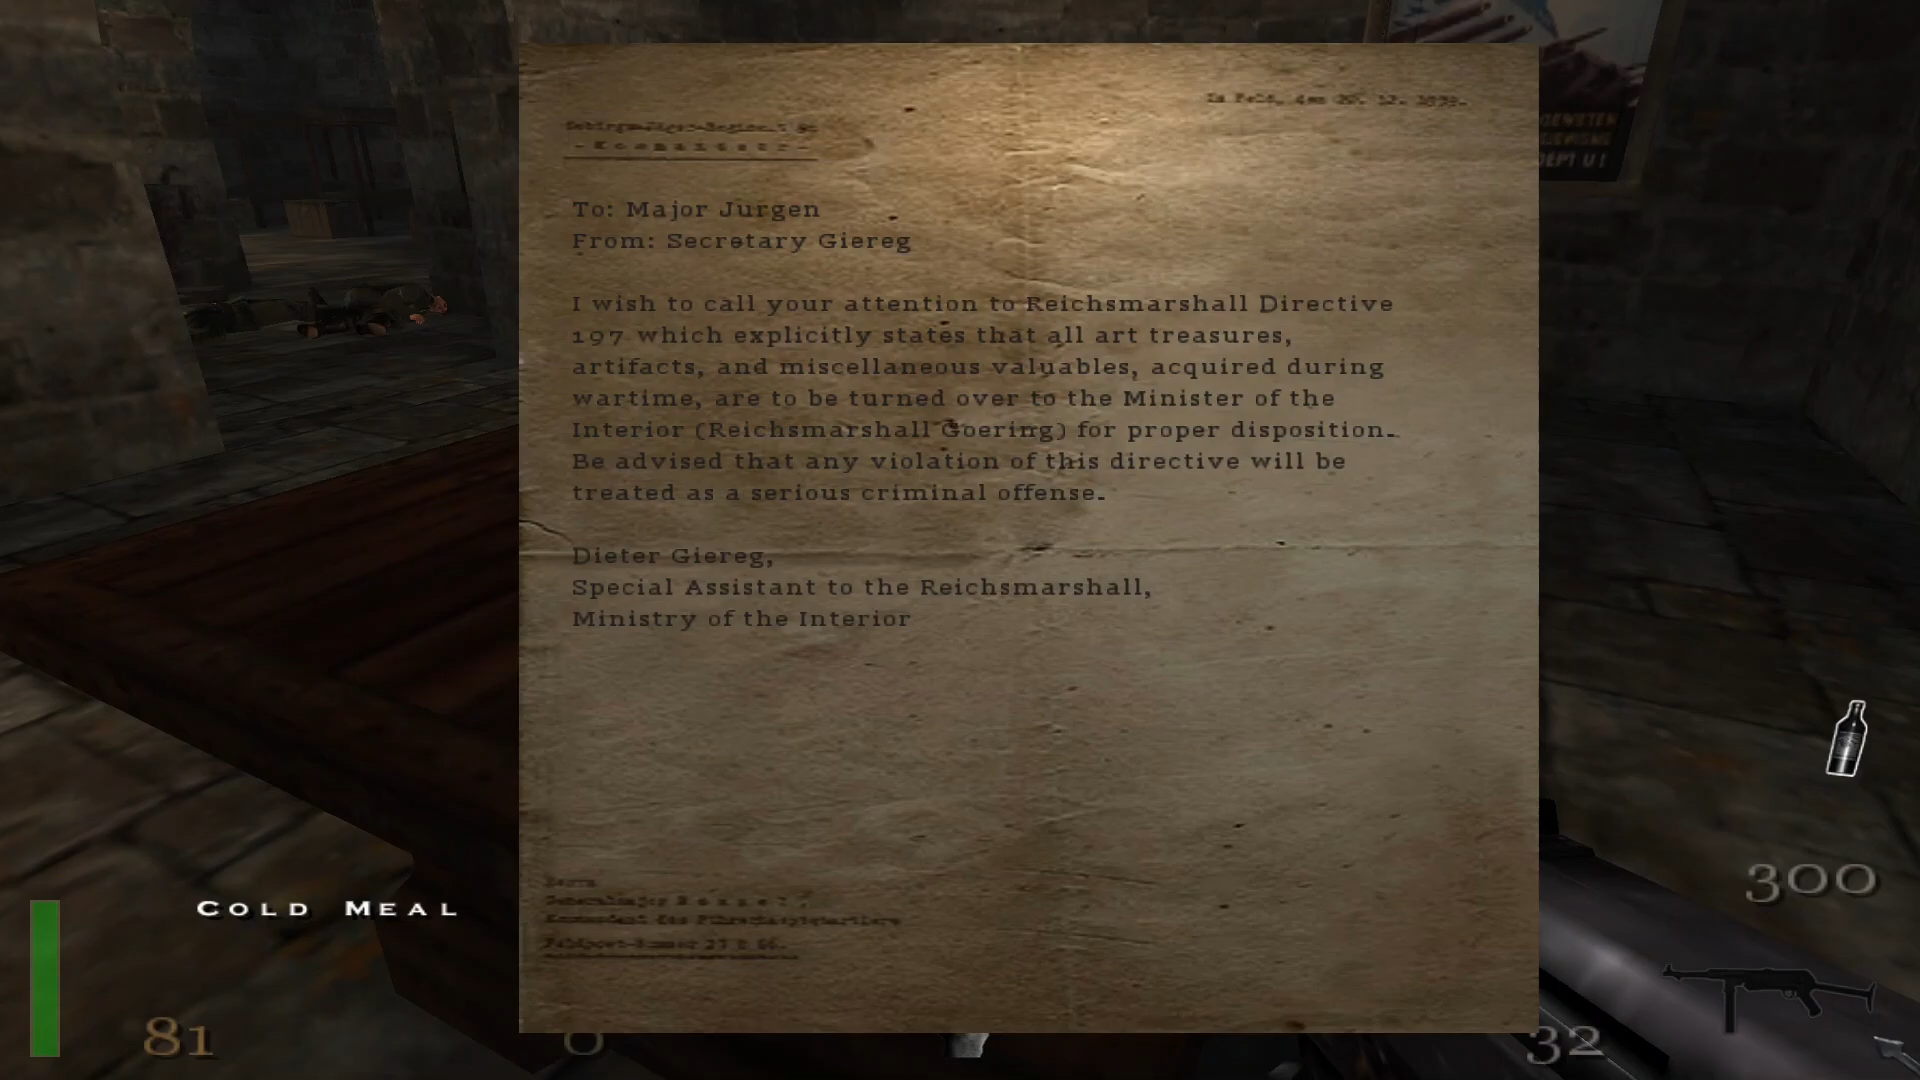 To: Major Jurgen
From: Secretary Giereg
I wish to call your attention to Reichsmarshall Directive
197 which explicitly states that all art treasures,
artifacts, and miscellaneous valuables, acquired during
wartime, are to be turned over to the Minister of the
Interior (Reichsmarshall Goering) for proper disposition.
Be advised that any violation of this directive will be
treated as a serious criminal offense.
Dieter Giereg,
Special Assistant to the Reichsmarshall,
Ministry of the Interior
COLD MEAL
300
81
0
32